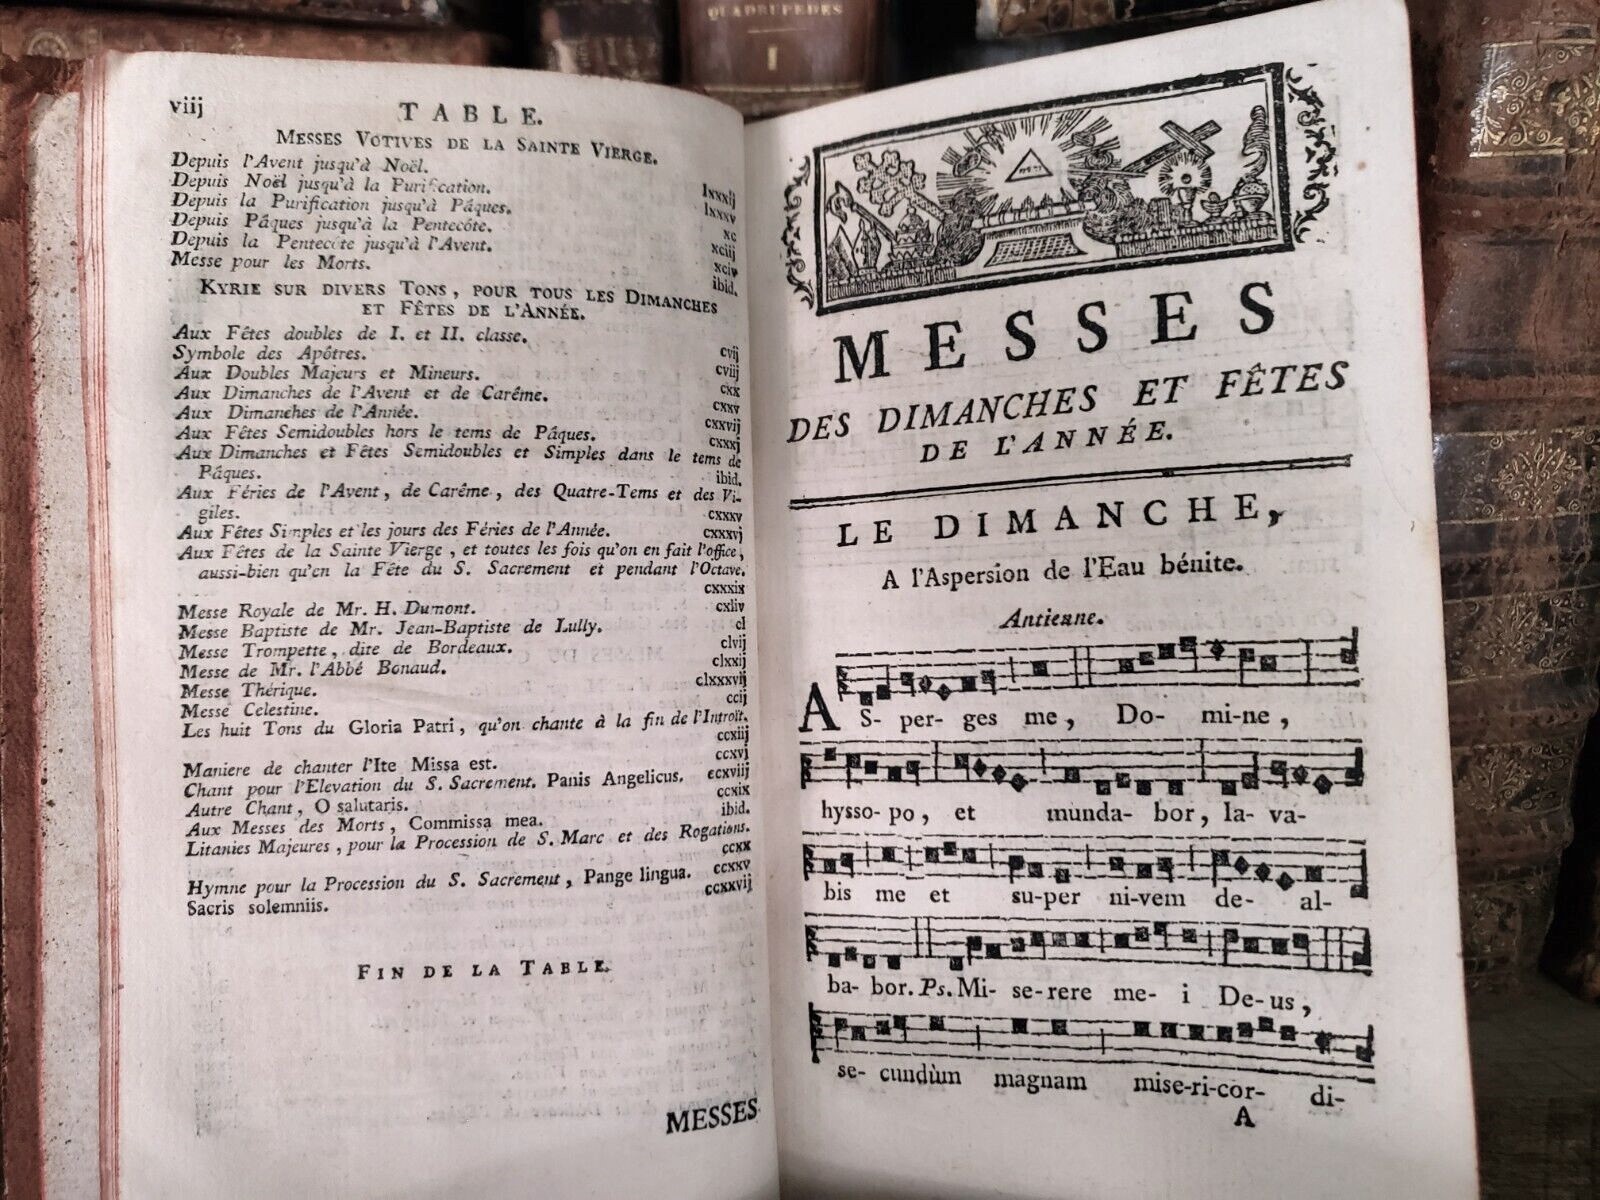 QUADRUPEDES
I
viij
TABLE.
MESSES VOTIVES DE LA SAINTE VIERGE.
Depuis l'Avent jusqu'à Noël. lxxxij
Depuis Noël jusqu'à la Purification. lxxxv
Depuis la Purification jusqu'à Pâques. xc
Depuis Pâques jusqu'à la Pentecôte. xciij
Depuis la Pentecôte jusqu'à l'Avent. xciv
Messe pour les Morts. ibid.
KYRIE SUR DIVERS TONS, POUR TOUS LES DIMANCHES
ET FÊTES DE L'ANNÉE.
Aux Fêtes doubles de I. et II. classe. cvij
Symbole des Apôtres. cviij
Aux Doubles Majeurs et Mineurs. cxx
Aux Dimanches de l'Avent et de Carême. cxxv
Aux Dimanches de l'Année. cxxvij
Aux Fêtes Semidoubles hors le tems de Pâques. cxxxj
Aux Dimanches et Fêtes Semidoubles et Simples dans le tems de
Pâques. ibid.
Aux Féries de l'Avent, de Carême, des Quatre-Tems et des Vi-
giles. cxxxv
Aux Fêtes Simples et les jours des Féries de l'Année. cxxxvj
Aux Fêtes de la Sainte Vierge, et toutes les fois qu'on en fait l'office,
aussi-bien qu'en la Fête du S. Sacrement et pendant l'Octave.
cxxxix
Messe Royale de Mr. H. Dumont. cxliv
Messe Baptiste de Mr. Jean-Baptiste de Lully. cl
Messe Trompette, dite de Bordeaux. clvij
Messe de Mr. l'Abbé Bonaud. clxxij
Messe Thérique. clxxxvij
Messe Celestine. ccij
Les huit Tons du Gloria Patri, qu'on chante à la fin de l'Introït.
ccxiij
Maniere de chanter l'Ite Missa est. ccxvj
Chant pour l'Elevation du S. Sacrement. Panis Angelicus. ccxviij
Autre Chant, O salutaris. ccxix
Aux Messes des Morts, Commissa mea. ibid.
Litanies Majeures, pour la Procession de S. Marc et des Rogations.
ccxx
Hymne pour la Procession du S. Sacrement, Pange lingua. ccxxv
Sacris solemniis. ccxxvij
FIN DE LA TABLE.
MESSES
MESSES
DES DIMANCHES ET FÊTES
DE L'ANNÉE.
LE DIMANCHE,
A l'Aspersion de l'Eau bénite.
Antienne.
AS- per- ges me, Do- mi-ne,
hysso- po, et munda- bor, la- va-
bis me et su-per ni-vem de- al-
ba- bor. Ps. Mi- se-rere me- i De-us,
se- cundùm magnam mise-ri-cor- di-
A